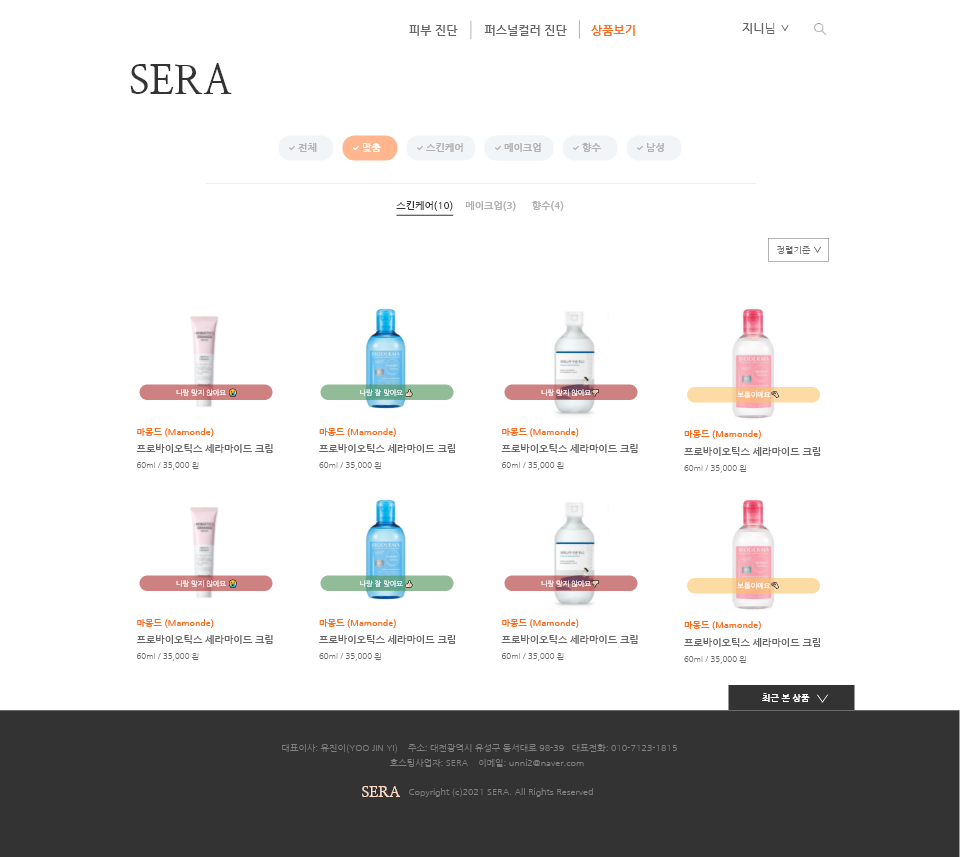 피부 진단 퍼스널컬러 진단 상품보기 지니님
SERA
전체 맞춤 스킨케어 메이크업 향수 남성
스킨케어(10) 메이크업(3) 향수(4)
정렬기준
나랑 맞지 않아요 나랑 잘 맞아요 나랑 맞지 않아요 보통이에요
마몽드 (Mamonde) 마몽드 (Mamonde) 마몽드 (Mamonde) 마몽드 (Mamonde)
프로바이오틱스 세라마이드 크림 프로바이오틱스 세라마이드 크림 프로바이오틱스 세라마이드 크림 프로바이오틱스 세라마이드 크림
60ml / 35,000 원 60ml / 35,000 원 60ml / 35,000 원 60ml / 35,000 원
나랑 맞지 않아요 나랑 잘 맞아요 나랑 맞지 않아요 보통이에요
마몽드 (Mamonde) 마몽드 (Mamonde) 마몽드 (Mamonde) 마몽드 (Mamonde)
프로바이오틱스 세라마이드 크림 프로바이오틱스 세라마이드 크림 프로바이오틱스 세라마이드 크림 프로바이오틱스 세라마이드 크림
60ml / 35,000 원 60ml / 35,000 원 60ml / 35,000 원 60ml / 35,000 원
최근 본 상품
대표이사: 유진이(YOO JIN YI) 주소: 대전광역시 유성구 동서대로 98-39 대표전화: 010-7123-1815
호스팅사업자: SERA 이메일: unni2@naver.com
SERA Copyright (c)2021 SERA. All Rights Reserved